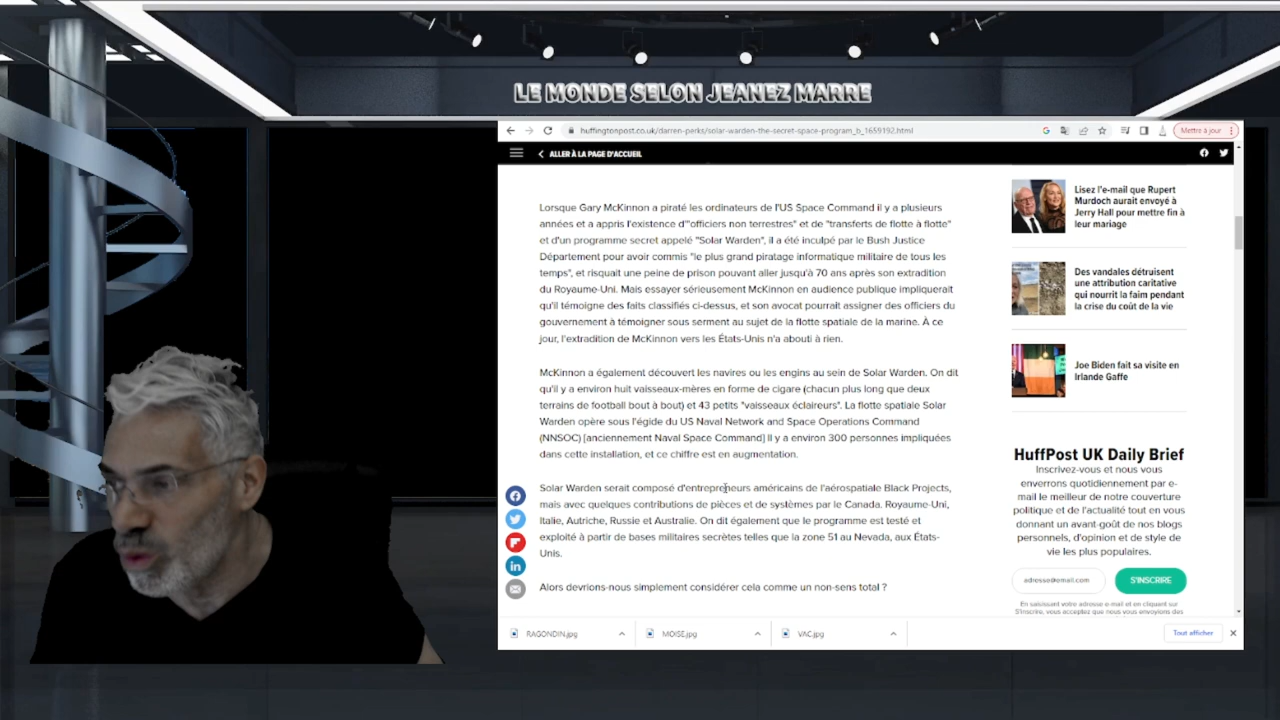 LE MONDE SELON JEANEZ MARRE
huffingtonpost.co.uk/darren-perks/solar-warden-the-secret-space-program_b_1659192.html
Mettre à jour
ALLER À LA PAGE D'ACCUEIL
Lorsque Gary McKinnon a piraté les ordinateurs de l'US Space Command il y a plusieurs
années et a appris l'existence d'"officiers non terrestres" et de "transferts de flotte à flotte"
et d'un programme secret appelé "Solar Warden", il a été inculpé par le Bush Justice
Département pour avoir commis "le plus grand piratage informatique militaire de tous les
temps", et risquait une peine de prison pouvant aller jusqu'à 70 ans après son extradition
du Royaume-Uni. Mais essayer sérieusement McKinnon en audience publique impliquerait
qu'il témoigne des faits classifiés ci-dessus, et son avocat pourrait assigner des officiers du
gouvernement à témoigner sous serment au sujet de la flotte spatiale de la marine. À ce
jour, l'extradition de McKinnon vers les États-Unis n'a abouti à rien.
McKinnon a également découvert les navires ou les engins au sein de Solar Warden. On dit
qu'il y a environ huit vaisseaux-mères en forme de cigare (chacun plus long que deux
terrains de football bout à bout) et 43 petits "vaisseaux éclaireurs". La flotte spatiale Solar
Warden opère sous l'égide du US Naval Network and Space Operations Command
(NNSOC) [anciennement Naval Space Command] Il y a environ 300 personnes impliquées
dans cette installation, et ce chiffre est en augmentation.
Solar Warden serait composé d'entrepreneurs américains de l'aérospatiale Black Projects,
mais avec quelques contributions de pièces et de systèmes par le Canada. Royaume-Uni,
Italie, Autriche, Russie et Australie. On dit également que le programme est testé et
exploité à partir de bases militaires secrètes telles que la zone 51 au Nevada, aux États-
Unis.
Alors devrions-nous simplement considérer cela comme un non-sens total ?
Lisez l'e-mail que Rupert
Murdoch aurait envoyé à
Jerry Hall pour mettre fin à
leur mariage
Des vandales détruisent
une attribution caritative
qui nourrit la faim pendant
la crise du coût de la vie
Joe Biden fait sa visite en
Irlande Gaffe
HuffPost UK Daily Brief
Inscrivez-vous et nous vous
enverrons quotidiennement par e-
mail le meilleur de notre couverture
politique et de l'actualité tout en vous
donnant un avant-goût de nos blogs
personnels, d'opinion et de style de
vie les plus populaires.
adresse@email.com
S'INSCRIRE
En saisissant votre adresse e-mail et en cliquant sur
S'inscrire, vous acceptez que nous vous envoyions des
RAGONDIN.jpg
MOISE.jpg
VAC.jpg
Tout afficher